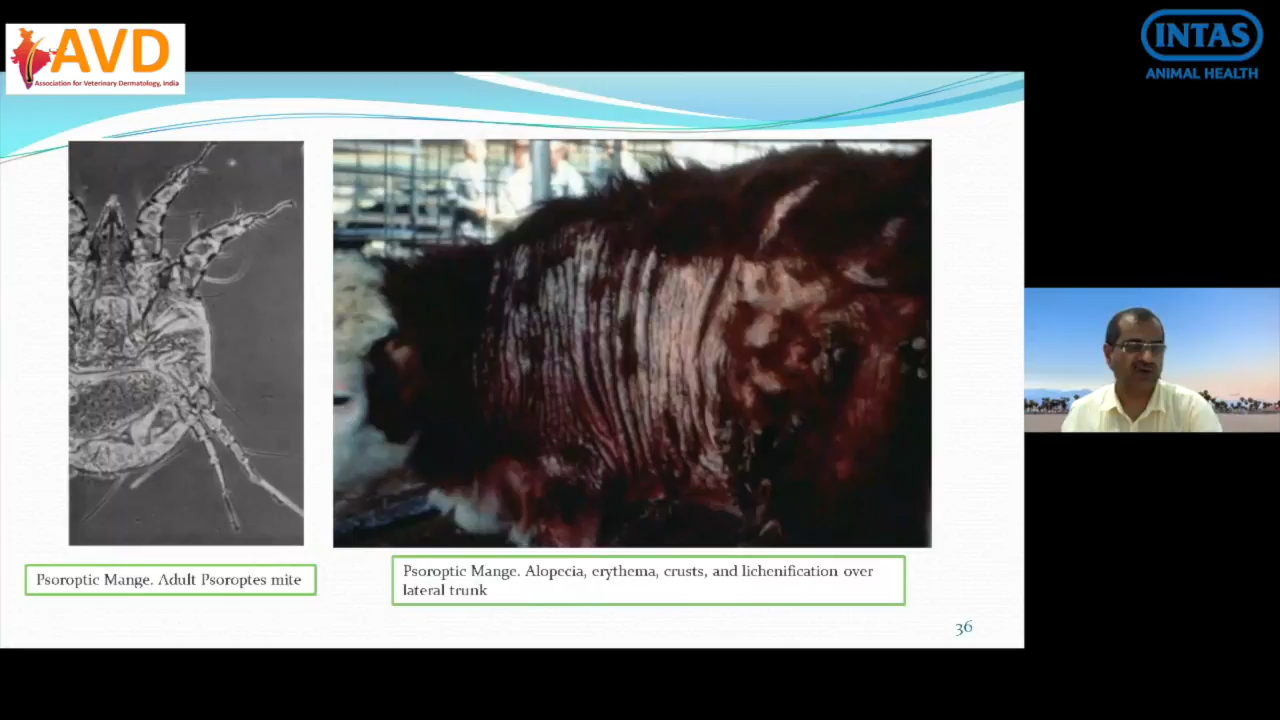 AVD
Association for Veterinary Dermatology, India
INTAS
ANIMAL HEALTH
Psoroptic Mange. Adult Psoroptes mite
Psoroptic Mange. Alopecia, erythema, crusts, and lichenification over
lateral trunk
36